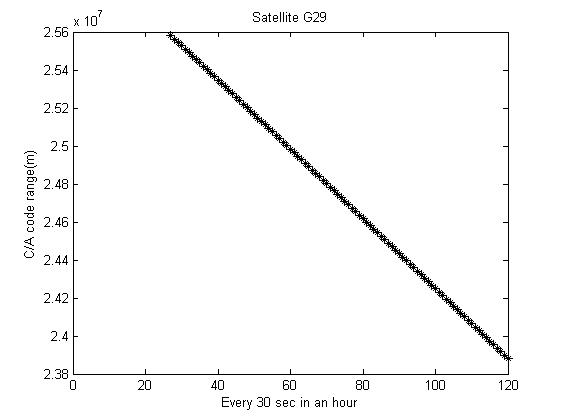 Satellite G29
x 10^7
2.56
2.54
2.52
2.5
2.48
2.46
2.44
2.42
2.4
2.38
C/A code range(m)
0 20 40 60 80 100 120
Every 30 sec in an hour